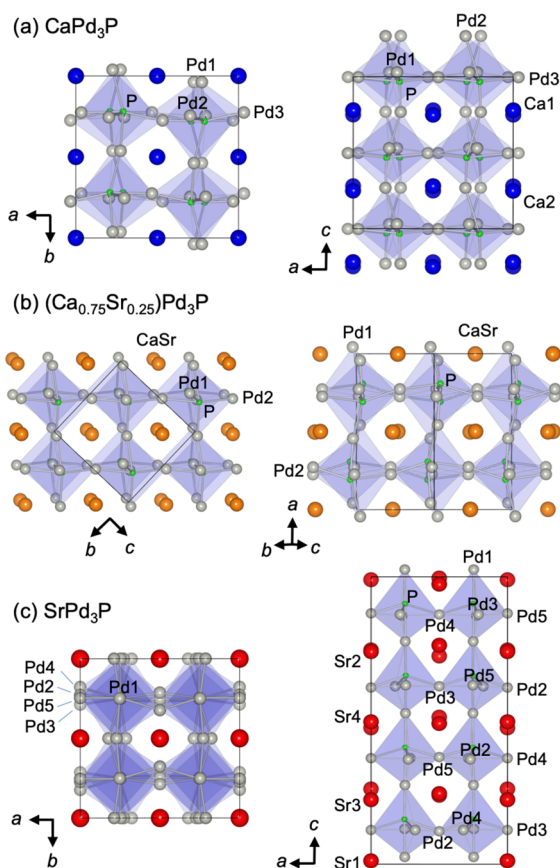 (a) CaPd3P
Pd1
Pd2
P
Pd3
a
b
Pd2
Pd1
Pd3
P
Ca1
Ca2
c
a
(b) (Ca0.75Sr0.25)Pd3P
CaSr
Pd1
P
Pd2
b
c
Pd1
CaSr
P
Pd2
a
b
c
(c) SrPd3P
Pd4
Pd2
Pd5
Pd3
Pd1
a
b
Pd1
P
Pd3
Pd4
Pd5
Sr2
Pd5
Pd3
Pd2
Sr4
Pd2
Pd5
Pd4
Sr3
Pd4
Pd2
Pd3
Sr1
c
a